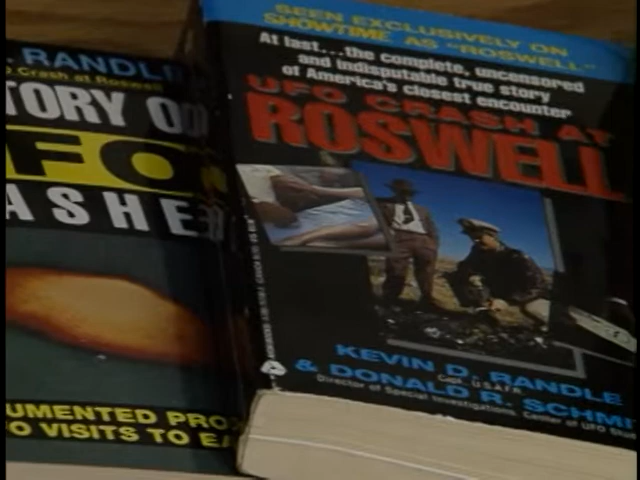 . RANDL
o Crash at Roswell
TORY O
FO
ASHE
UMENTED PRO
O VISITS TO EA
SEEN EXCLUSIVELY ON
SHOWTIME AS "ROSWELL"
At last...the complete, uncensored
and indisputable true story
of America's closest encounter
UFO CRASH AT
ROSWELL
KEVIN D. RANDLE
Capt. U.S.A.F.R.
& DONALD R. SCHMI
Director of Special Investigations, Center of UFO Stud